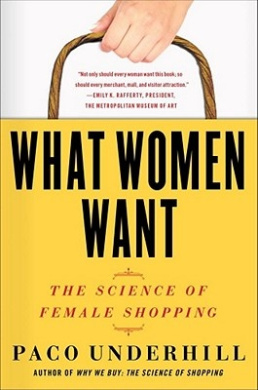 "Not only should every woman want this book; so
should every merchant, mall, and visitor attraction."
—EMILY K. RAFFERTY, PRESIDENT,
THE METROPOLITAN MUSEUM OF ART
WHAT WOMEN
WANT
THE SCIENCE OF
FEMALE SHOPPING
PACO UNDERHILL
AUTHOR OF WHY WE BUY: THE SCIENCE OF SHOPPING